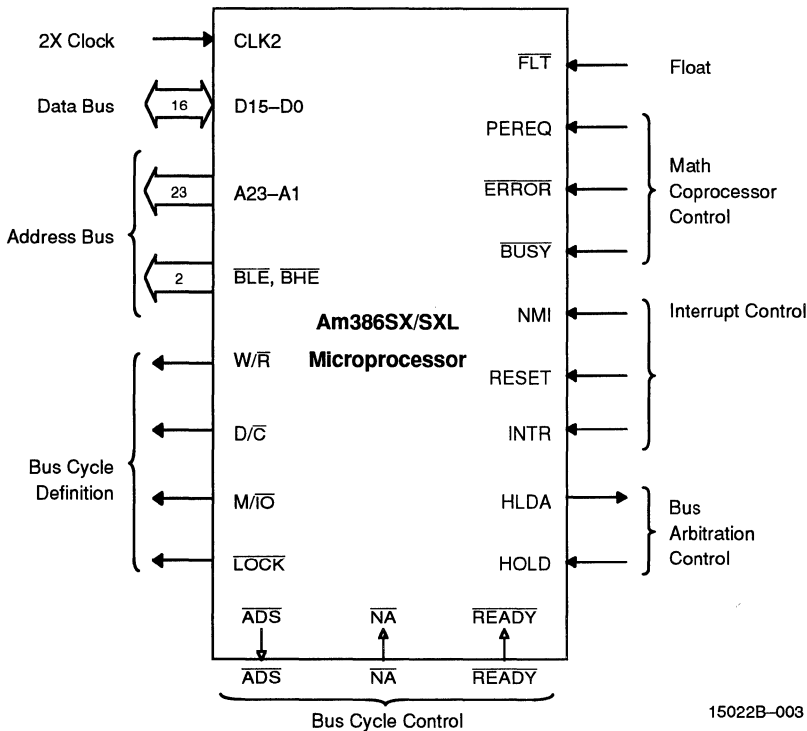 2X Clock
CLK2
FLT
Float
Data Bus
16
D15–D0
PEREQ
Address Bus
23
A23–A1
ERROR
Math
Coprocessor
Control
2
BLE, BHE
BUSY
Am386SX/SXL
Microprocessor
NMI
Interrupt Control
Bus Cycle
Definition
W/R
RESET
D/C
INTR
M/IO
HLDA
Bus
Arbitration
Control
LOCK
HOLD
ADS
NA
READY
ADS
NA
READY
Bus Cycle Control
15022B–003